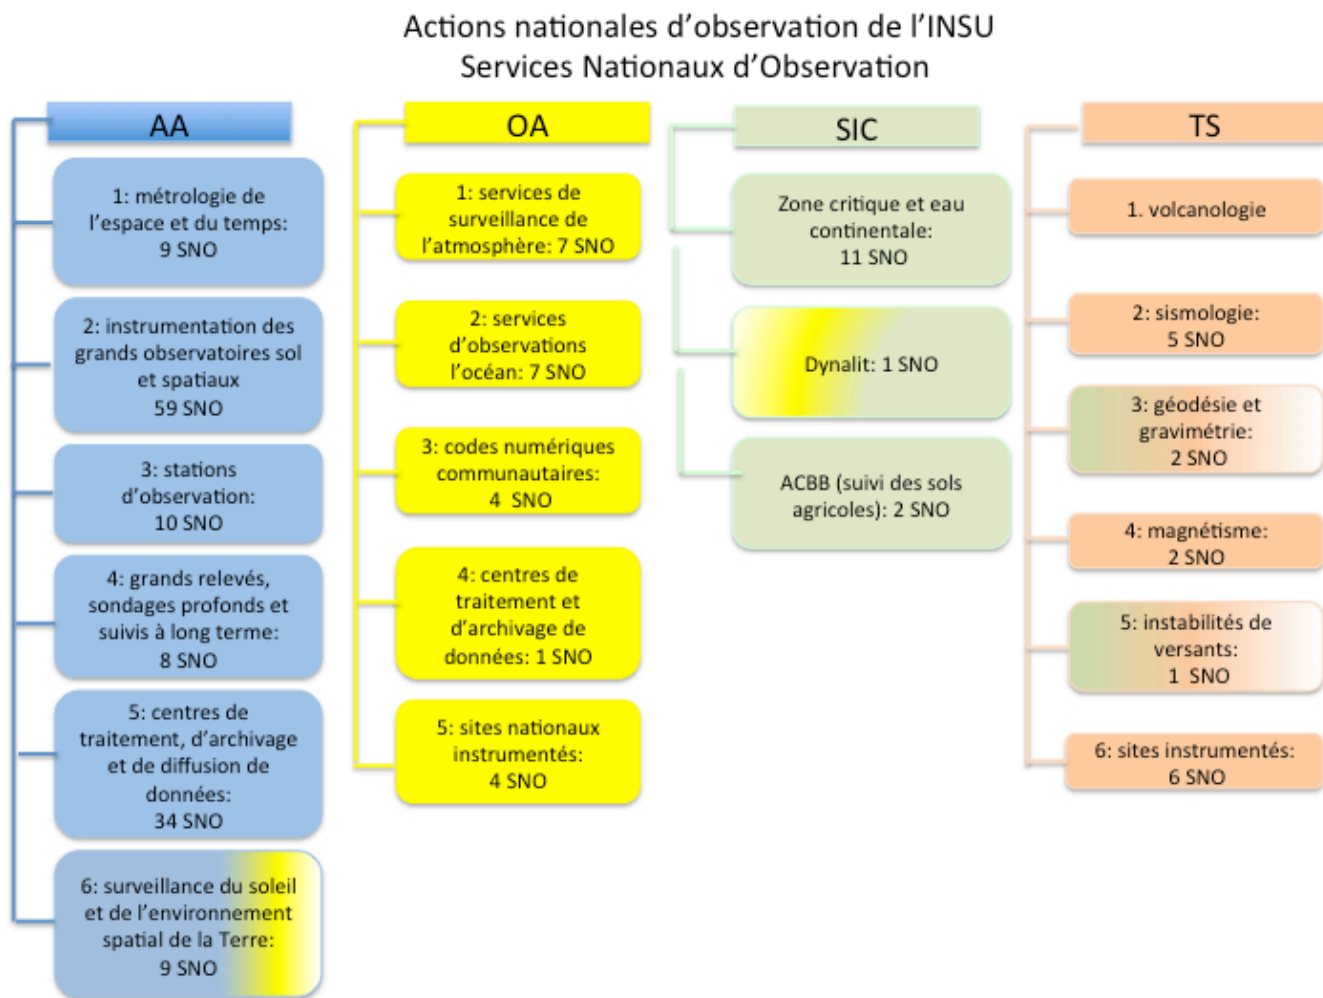 Actions nationales d’observation de l’INSU
Services Nationaux d’Observation
AA
1: métrologie de
l’espace et du temps:
9 SNO
2: instrumentation des
grands observatoires sol
et spatiaux
59 SNO
3: stations
d’observation:
10 SNO
4: grands relevés,
sondages profonds et
suivis à long terme:
8 SNO
5: centres de
traitement, d’archivage
et de diffusion de
données:
34 SNO
6: surveillance du soleil
et de l’environnement
spatial de la Terre:
9 SNO
OA
1: services de
surveillance de
l’atmosphère: 7 SNO
2: services
d’observations
l’océan: 7 SNO
3: codes numériques
communautaires:
4 SNO
4: centres de
traitement et
d’archivage de
données: 1 SNO
5: sites nationaux
instrumentés:
4 SNO
SIC
Zone critique et eau
continentale:
11 SNO
Dynalit: 1 SNO
ACBB (suivi des sols
agricoles): 2 SNO
TS
1. volcanologie
2: sismologie:
5 SNO
3: géodésie et
gravimétrie:
2 SNO
4: magnétisme:
2 SNO
5: instabilités de
versants:
1 SNO
6: sites instrumentés:
6 SNO